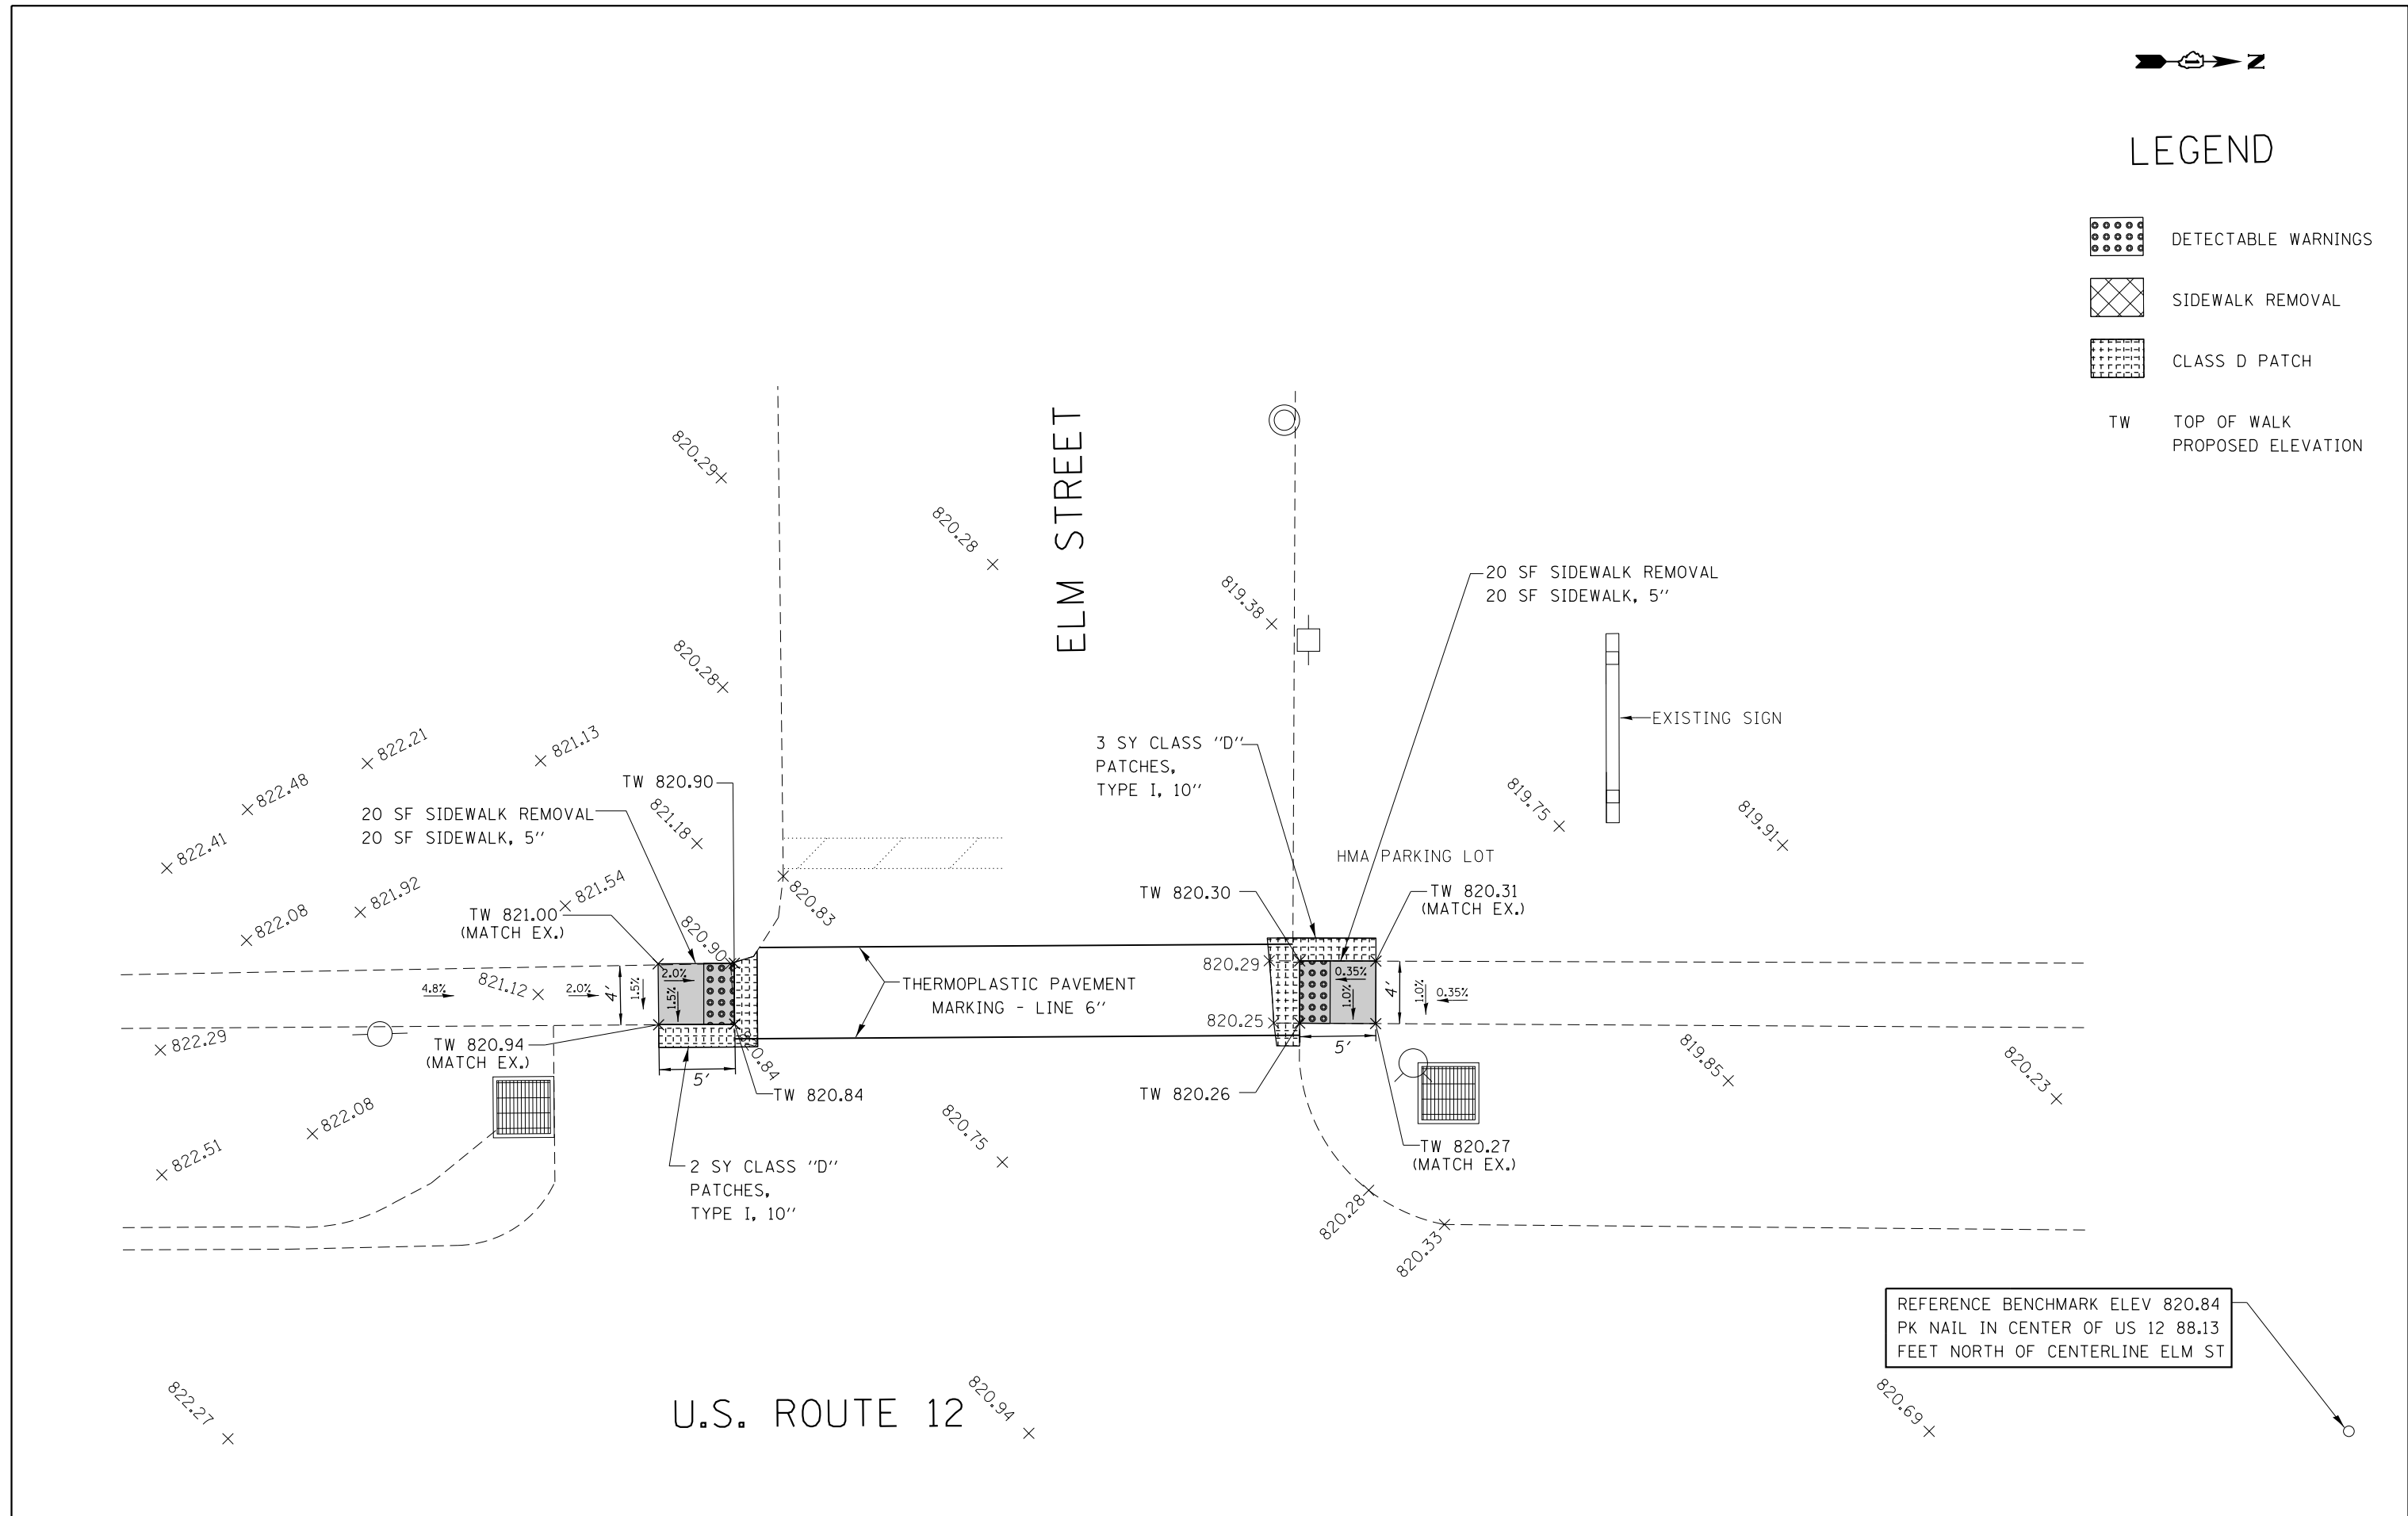 N
LEGEND
DETECTABLE WARNINGS
SIDEWALK REMOVAL
CLASS D PATCH
TW
TOP OF WALK
PROPOSED ELEVATION
ELM STREET
820.29
820.28
819.38
820.28
20 SF SIDEWALK REMOVAL
20 SF SIDEWALK, 5"
EXISTING SIGN
3 SY CLASS "D"
PATCHES,
TYPE I, 10"
822.21
821.13
822.48
822.41
TW 820.90
20 SF SIDEWALK REMOVAL
20 SF SIDEWALK, 5"
821.18
819.75
819.91
HMA PARKING LOT
822.08
821.92
821.54
TW 821.00
(MATCH EX.)
820.90
820.83
TW 820.30
TW 820.31
(MATCH EX.)
4.8%
821.12
2.0%
4'
1.5%
2.0%
1.5%
THERMOPLASTIC PAVEMENT
MARKING - LINE 6"
820.29
820.25
0.35%
1.0%
4'
1.0%
0.35%
822.29
TW 820.94
(MATCH EX.)
820.84
5'
5'
TW 820.84
TW 820.26
819.85
820.23
822.08
822.51
820.75
TW 820.27
(MATCH EX.)
2 SY CLASS "D"
PATCHES,
TYPE I, 10"
820.28
820.33
REFERENCE BENCHMARK ELEV 820.84
PK NAIL IN CENTER OF US 12 88.13
FEET NORTH OF CENTERLINE ELM ST
822.27
U.S. ROUTE 12
820.94
820.69